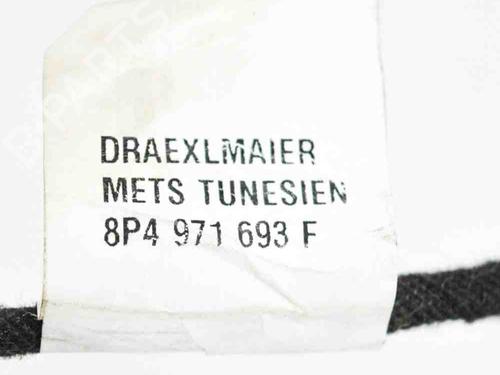 DRAEXLMAIER
METS TUNESIEN
8P4 971 693 F